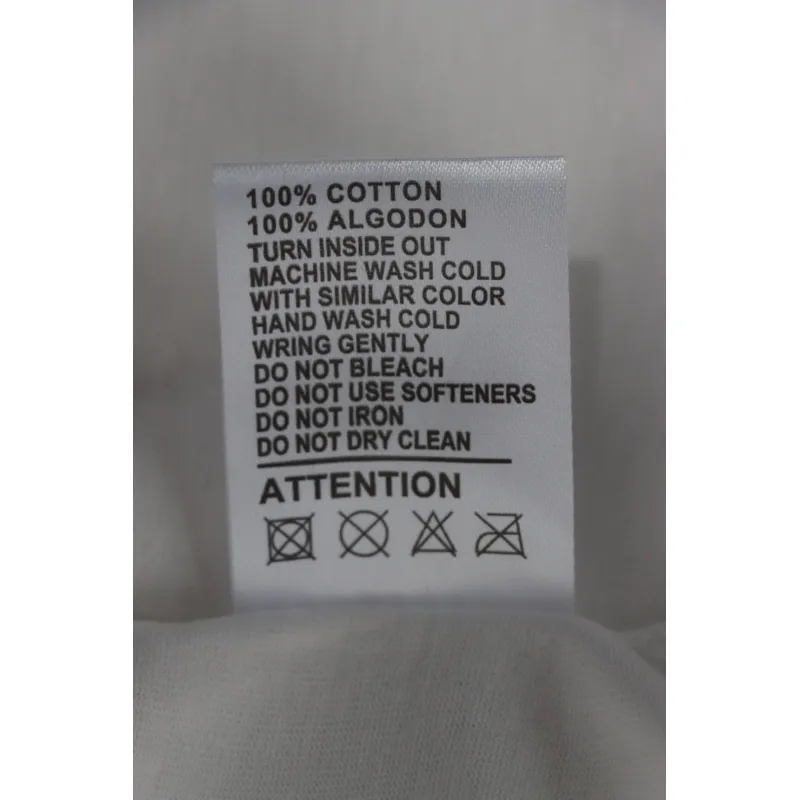 100% COTTON
100% ALGODON
TURN INSIDE OUT
MACHINE WASH COLD
WITH SIMILAR COLOR
HAND WASH COLD
WRING GENTLY
DO NOT BLEACH
DO NOT USE SOFTENERS
DO NOT IRON
DO NOT DRY CLEAN
ATTENTION